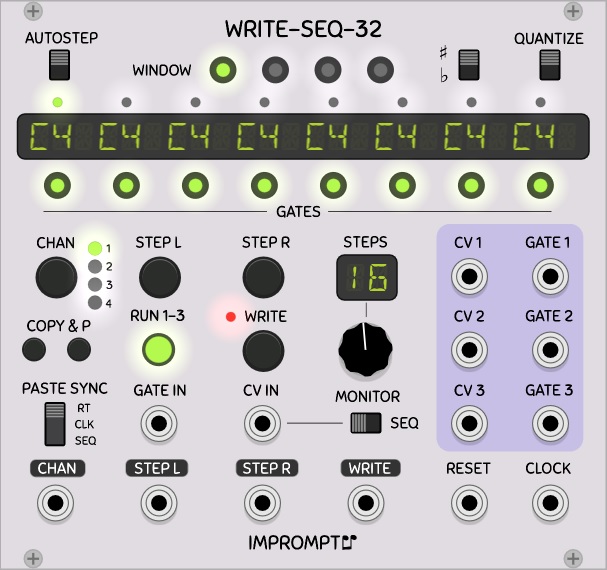 WRITE-SEQ-32
AUTOSTEP
QUANTIZE
WINDOW
♯
♭
C4 C4 C4 C4 C4 C4 C4 C4
GATES
CHAN
1
2
3
4
STEP L
STEP R
STEPS
16
CV 1
GATE 1
COPY & P
RUN 1-3
WRITE
CV 2
GATE 2
PASTE SYNC
RT
CLK
SEQ
GATE IN
CV IN
MONITOR
SEQ
CV 3
GATE 3
CHAN
STEP L
STEP R
WRITE
RESET
CLOCK
IMPROMPTU